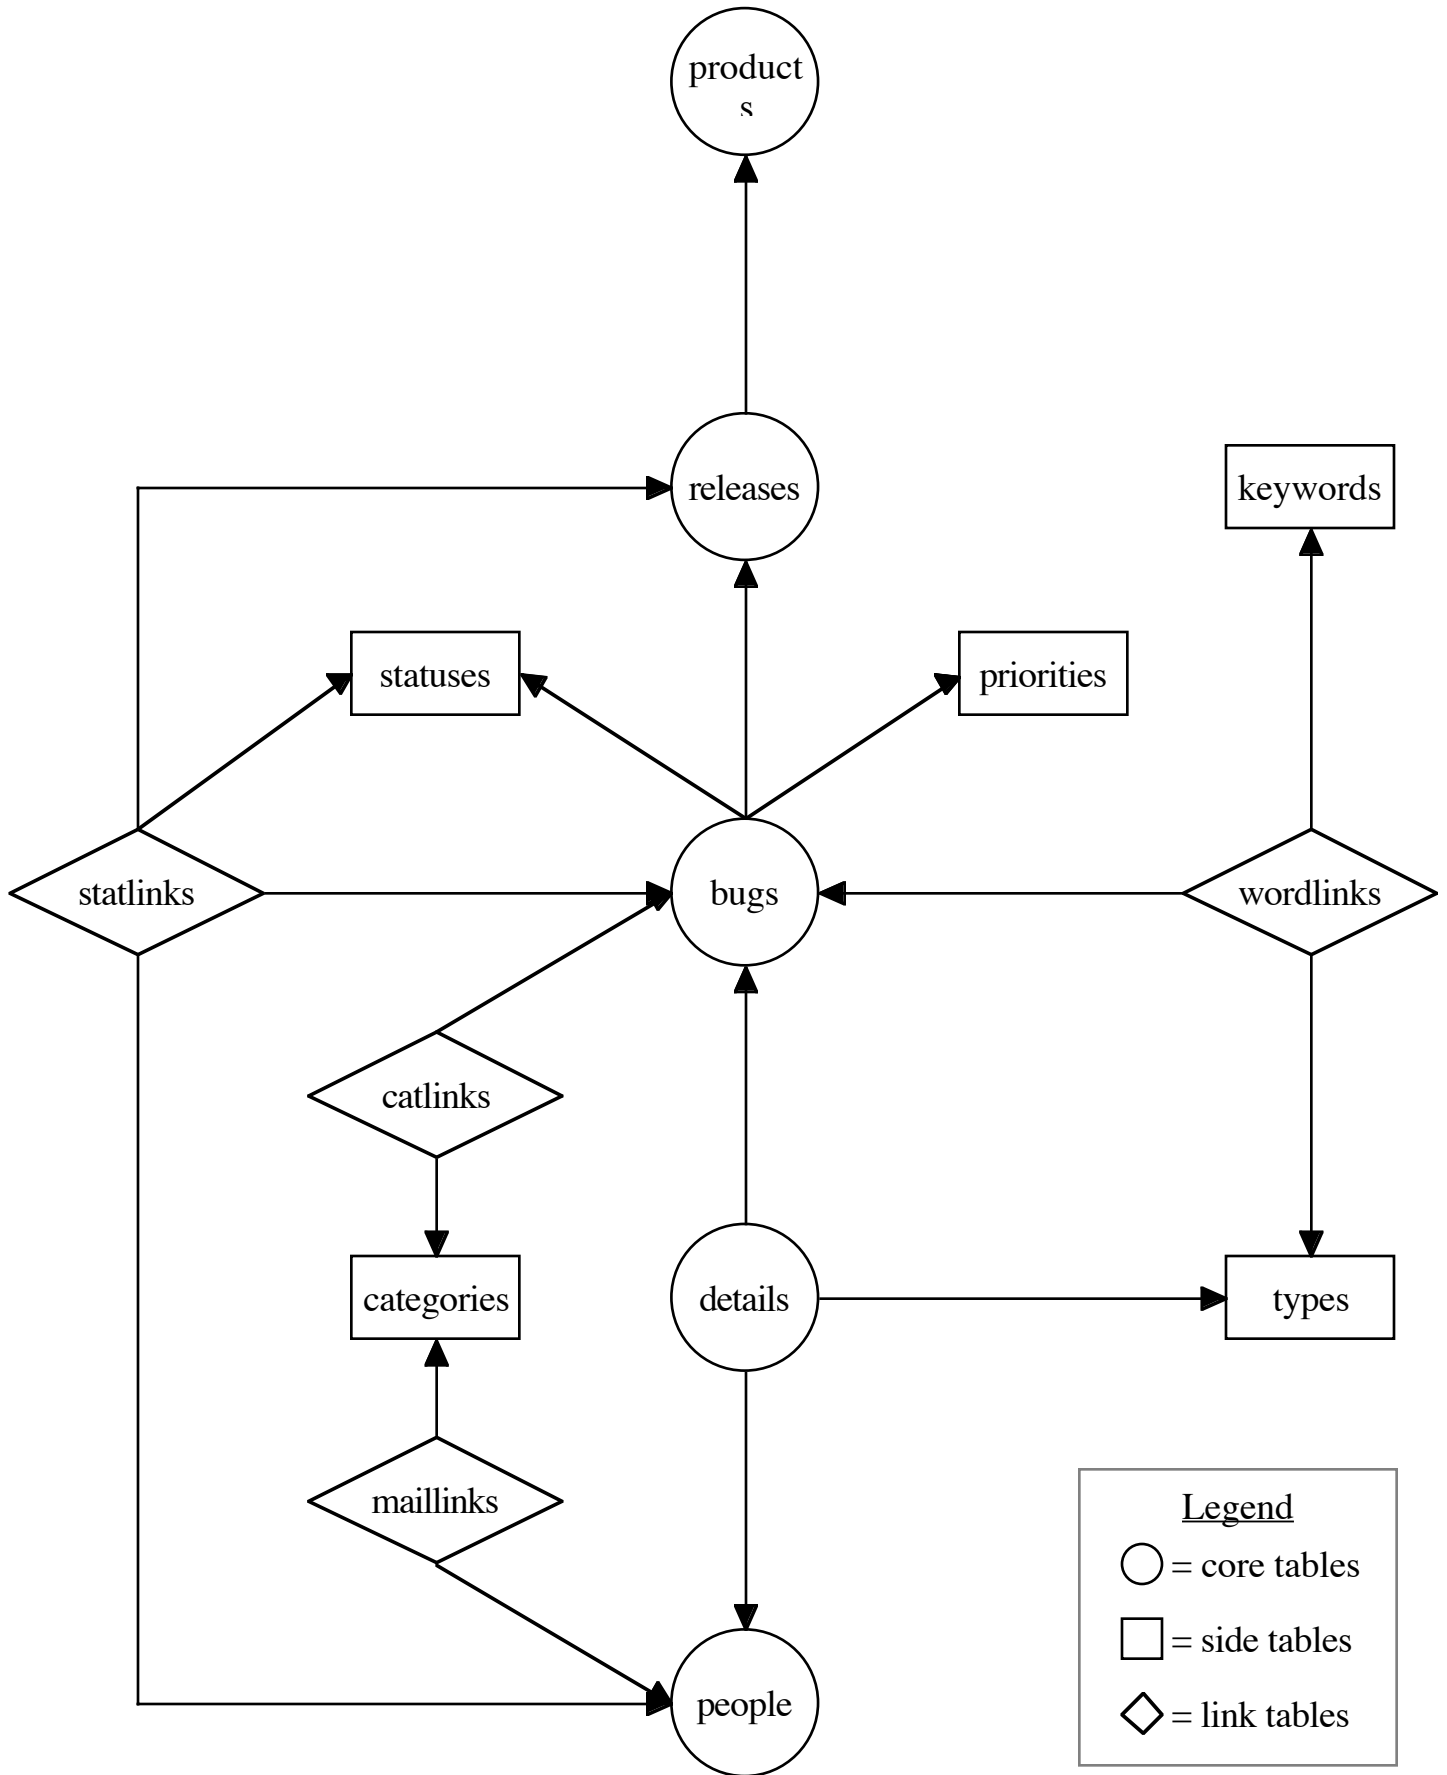 product
s
releases
keywords
statuses
priorities
statlinks
bugs
wordlinks
catlinks
categories
details
types
maillinks
people
Legend
= core tables
= side tables
= link tables